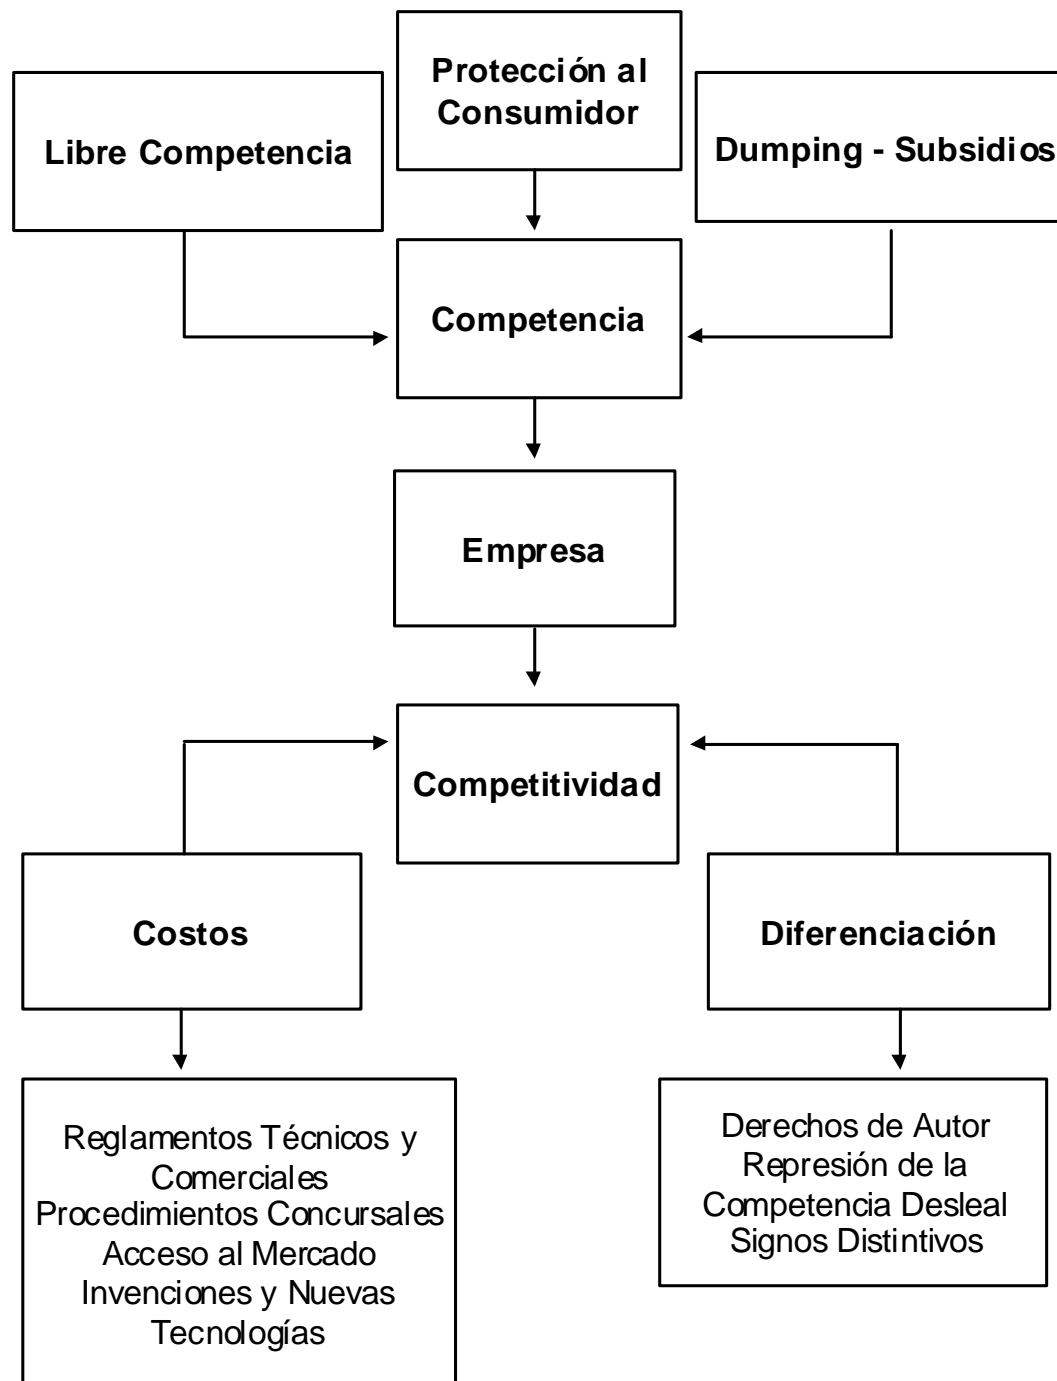 Protección al
Consumidor
Libre Competencia
Dumping - Subsidios
Competencia
Empresa
Competitividad
Costos
Diferenciación
Reglamentos Técnicos y
Comerciales
Procedimientos Concursales
Acceso al Mercado
Invenciones y Nuevas
Tecnologías
Derechos de Autor
Represión de la
Competencia Desleal
Signos Distintivos